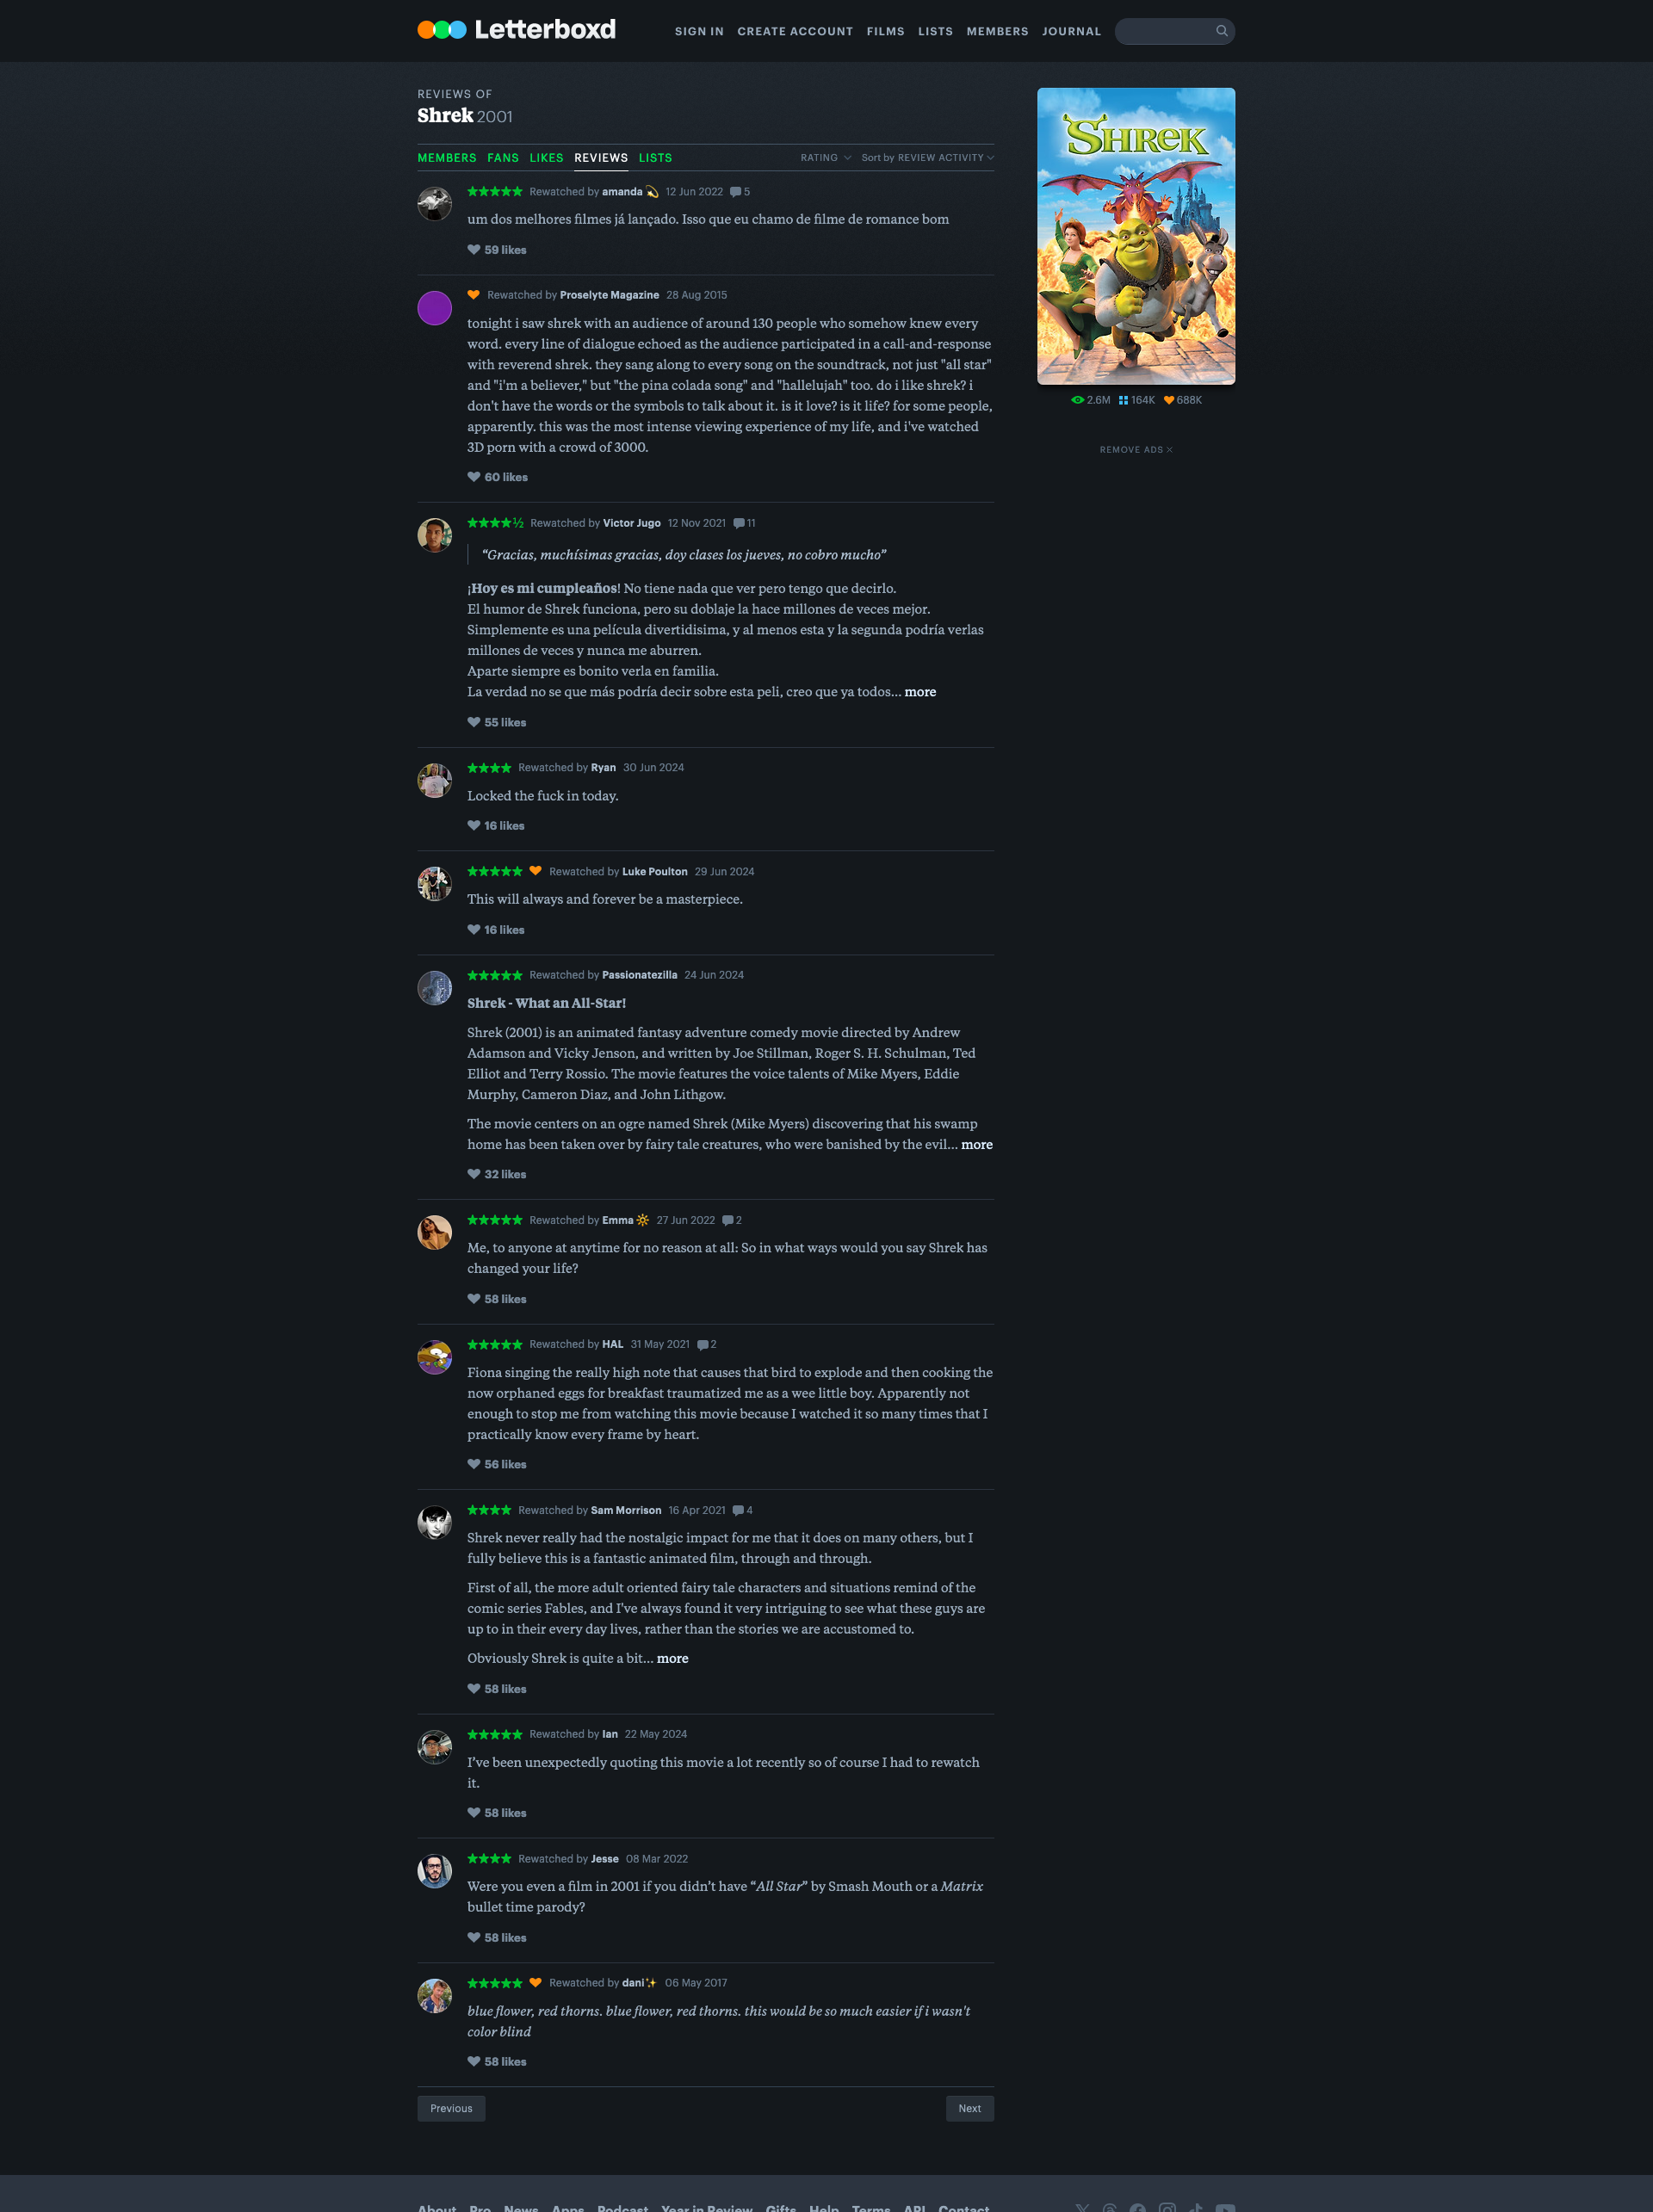 Letterboxd
SIGN IN CREATE ACCOUNT FILMS LISTS MEMBERS JOURNAL
REVIEWS OF
Shrek 2001
MEMBERS FANS LIKES REVIEWS LISTS RATING Sort by REVIEW ACTIVITY
★★★★★ Rewatched by amanda 💫 12 Jun 2022 5
um dos melhores filmes já lançado. Isso que eu chamo de filme de romance bom
59 likes
Rewatched by Proselyte Magazine 28 Aug 2015
tonight i saw shrek with an audience of around 130 people who somehow knew every
word. every line of dialogue echoed as the audience participated in a call-and-response
with reverend shrek. they sang along to every song on the soundtrack, not just "all star"
and "i'm a believer," but "the pina colada song" and "hallelujah" too. do i like shrek? i
don't have the words or the symbols to talk about it. is it love? is it life? for some people,
apparently. this was the most intense viewing experience of my life, and i've watched
3D porn with a crowd of 3000.
60 likes
★★★★½ Rewatched by Victor Jugo 12 Nov 2021 11
“Gracias, muchísimas gracias, doy clases los jueves, no cobro mucho”
¡Hoy es mi cumpleaños! No tiene nada que ver pero tengo que decirlo.
El humor de Shrek funciona, pero su doblaje la hace millones de veces mejor.
Simplemente es una película divertidisima, y al menos esta y la segunda podría verlas
millones de veces y nunca me aburren.
Aparte siempre es bonito verla en familia.
La verdad no se que más podría decir sobre esta peli, creo que ya todos… more
55 likes
★★★★ Rewatched by Ryan 30 Jun 2024
Locked the fuck in today.
16 likes
★★★★★ Rewatched by Luke Poulton 29 Jun 2024
This will always and forever be a masterpiece.
16 likes
★★★★★ Rewatched by Passionatezilla 24 Jun 2024
Shrek - What an All-Star!
Shrek (2001) is an animated fantasy adventure comedy movie directed by Andrew
Adamson and Vicky Jenson, and written by Joe Stillman, Roger S. H. Schulman, Ted
Elliot and Terry Rossio. The movie features the voice talents of Mike Myers, Eddie
Murphy, Cameron Diaz, and John Lithgow.
The movie centers on an ogre named Shrek (Mike Myers) discovering that his swamp
home has been taken over by fairy tale creatures, who were banished by the evil… more
32 likes
★★★★★ Rewatched by Emma 🔆 27 Jun 2022 2
Me, to anyone at anytime for no reason at all: So in what ways would you say Shrek has
changed your life?
58 likes
★★★★★ Rewatched by HAL 31 May 2021 2
Fiona singing the really high note that causes that bird to explode and then cooking the
now orphaned eggs for breakfast traumatized me as a wee little boy. Apparently not
enough to stop me from watching this movie because I watched it so many times that I
practically know every frame by heart.
56 likes
★★★★ Rewatched by Sam Morrison 16 Apr 2021 4
Shrek never really had the nostalgic impact for me that it does on many others, but I
fully believe this is a fantastic animated film, through and through.
First of all, the more adult oriented fairy tale characters and situations remind of the
comic series Fables, and I've always found it very intriguing to see what these guys are
up to in their every day lives, rather than the stories we are accustomed to.
Obviously Shrek is quite a bit… more
58 likes
★★★★★ Rewatched by Ian 22 May 2024
I’ve been unexpectedly quoting this movie a lot recently so of course I had to rewatch
it.
58 likes
★★★★ Rewatched by Jesse 08 Mar 2022
Were you even a film in 2001 if you didn’t have “All Star” by Smash Mouth or a Matrix
bullet time parody?
58 likes
★★★★★ Rewatched by dani✨ 06 May 2017
blue flower, red thorns. blue flower, red thorns. this would be so much easier if i wasn't
color blind
58 likes
Previous Next
SHREK
2.6M 164K 688K
REMOVE ADS
About Pro News Apps Podcast Year in Review Gifts Help Terms API Contact